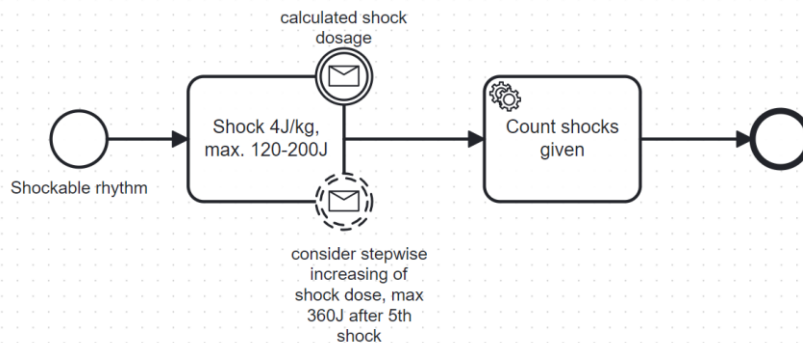 calculated shock
dosage
Shock 4J/kg,
max. 120-200J
Count shocks
given
Shockable rhythm
consider stepwise
increasing of
shock dose, max
360J after 5th
shock